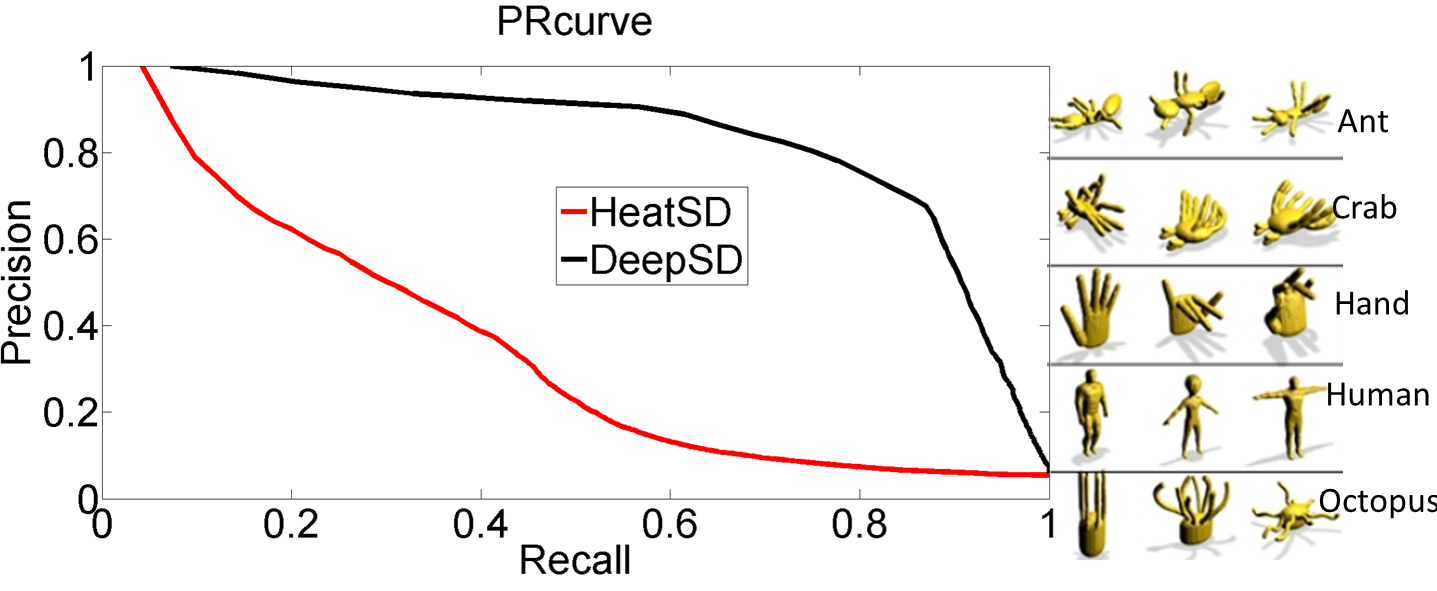 PRcurve
Precision
1
0.8
0.6
0.4
0.2
0
HeatSD
DeepSD
0
0.2
0.4
0.6
0.8
1
Recall
Ant
Crab
Hand
Human
Octopus